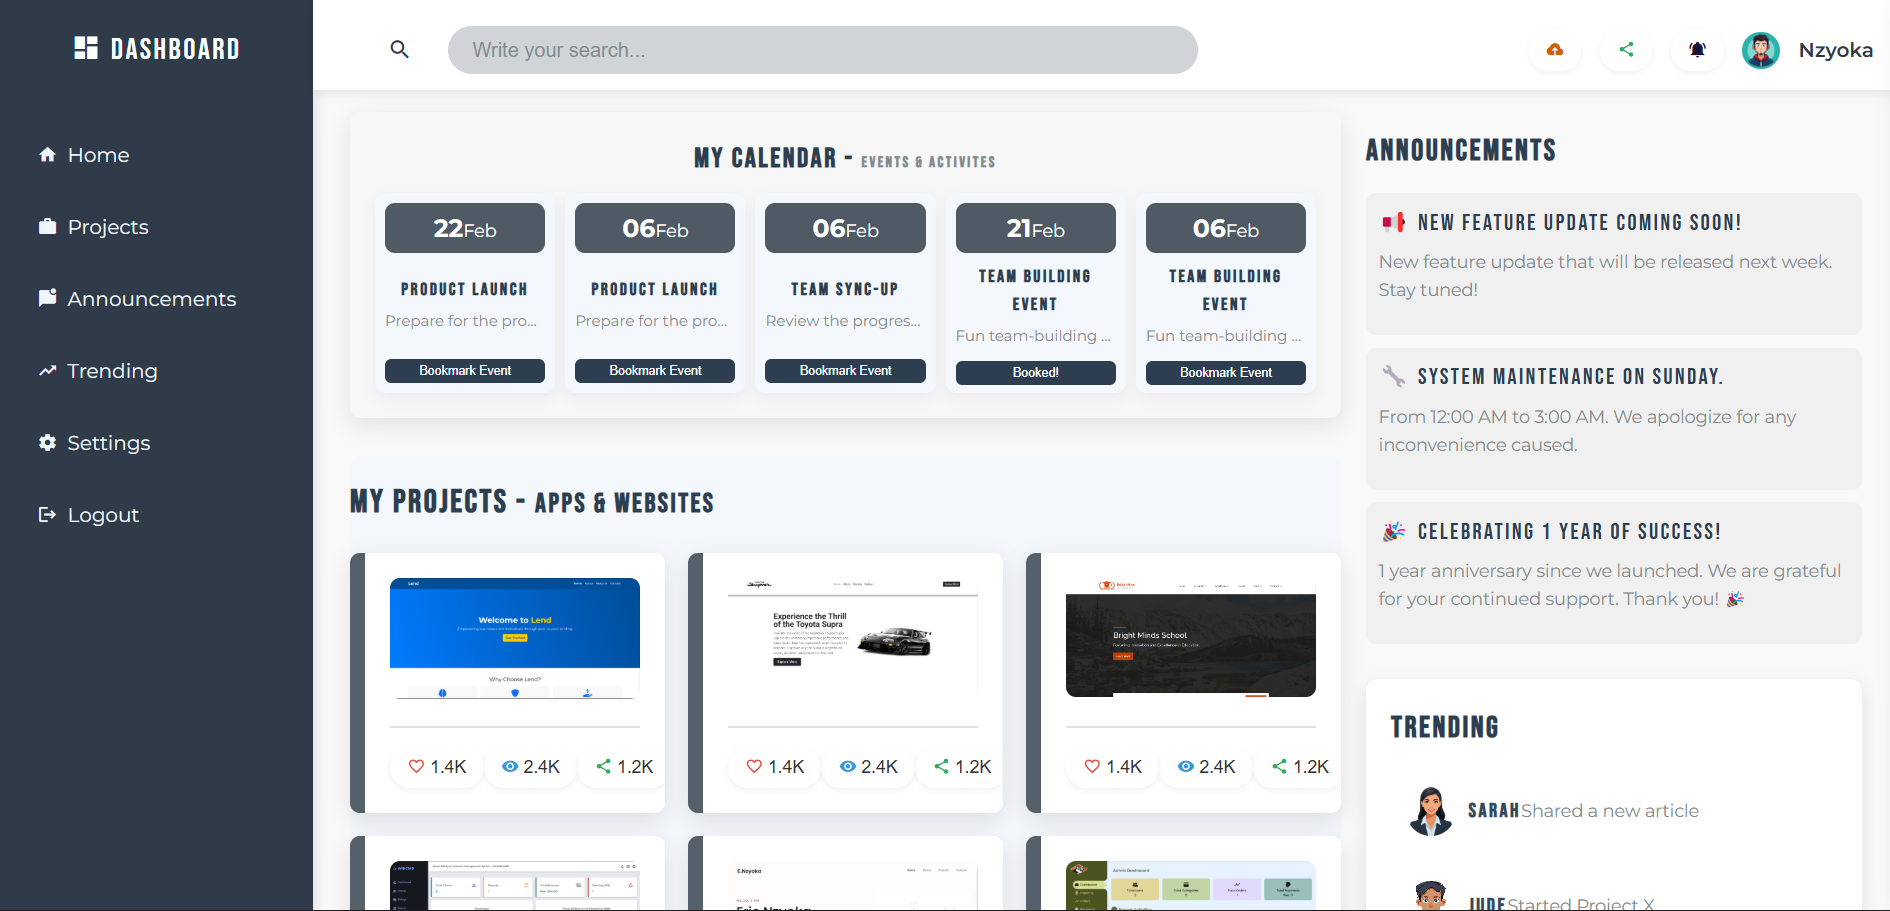 DASHBOARD
Home
Projects
Announcements
Trending
Settings
Logout
Write your search...
Nzyoka
MY CALENDAR - EVENTS & ACTIVITES
22Feb
PRODUCT LAUNCH
Prepare for the pro...
Bookmark Event
06Feb
PRODUCT LAUNCH
Prepare for the pro...
Bookmark Event
06Feb
TEAM SYNC-UP
Review the progres...
Bookmark Event
21Feb
TEAM BUILDING
EVENT
Fun team-building ...
Booked!
06Feb
TEAM BUILDING
EVENT
Fun team-building ...
Bookmark Event
MY PROJECTS - APPS & WEBSITES
Lend
Welcome to Lend
Why Choose Lend?
1.4K 2.4K 1.2K
Experience the Thrill
of the Toyota Supra
1.4K 2.4K 1.2K
Bright Minds School
1.4K 2.4K 1.2K
E.Nzyoka
Eric Nzyoka
ANNOUNCEMENTS
NEW FEATURE UPDATE COMING SOON!
New feature update that will be released next week.
Stay tuned!
SYSTEM MAINTENANCE ON SUNDAY.
From 12:00 AM to 3:00 AM. We apologize for any
inconvenience caused.
CELEBRATING 1 YEAR OF SUCCESS!
1 year anniversary since we launched. We are grateful
for your continued support. Thank you!
TRENDING
SARAH Shared a new article
JUDE Started Project X